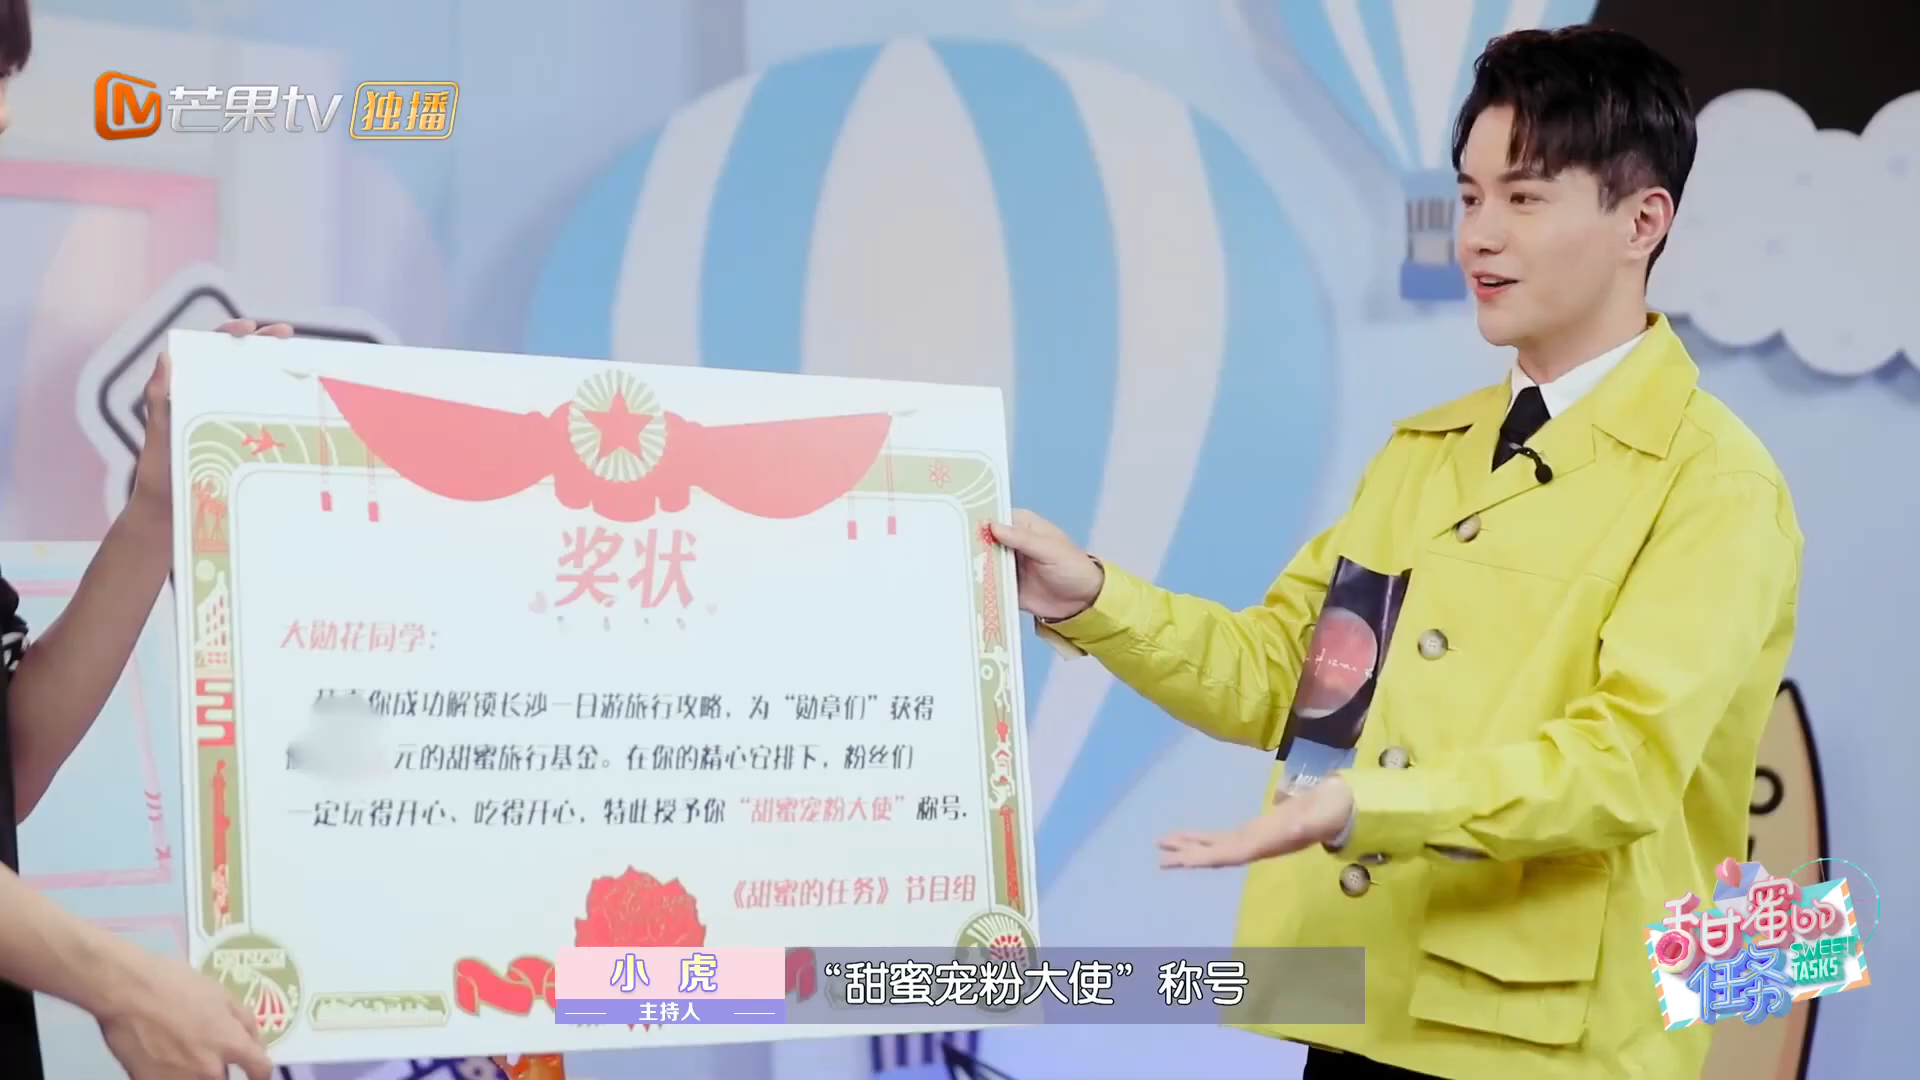 芒果tv 独播
奖状
大勋花同学：
你成功解锁长沙一日游旅行攻略，为“勋章们”获得
元的甜蜜旅行基金。在你的精心安排下，粉丝们
一定玩得开心、吃得开心，特此授予你“甜蜜宠粉大使”称号.
《甜蜜的任务》节目组
小 虎
主持人
“甜蜜宠粉大使”称号
甜蜜的
任务
SWEET
TASKS